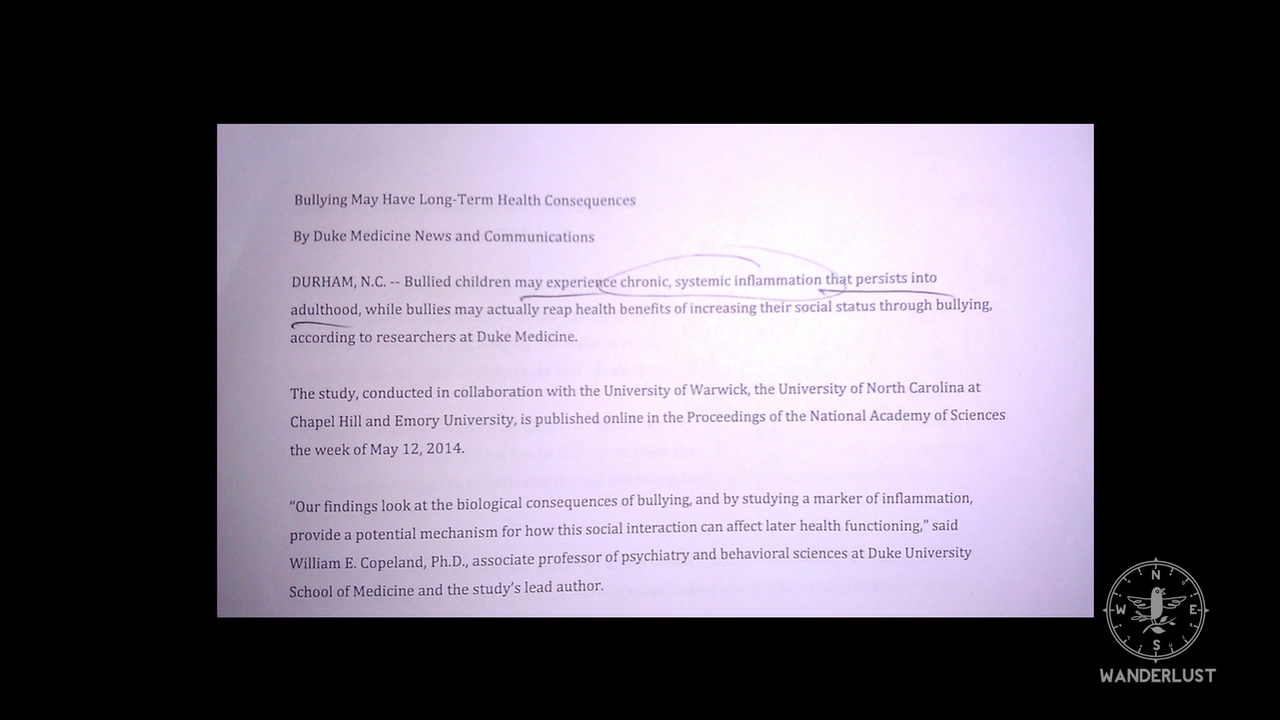 Bullying May Have Long-Term Health Consequences
By Duke Medicine News and Communications
DURHAM, N.C. -- Bullied children may experience chronic, systemic inflammation that persists into
adulthood, while bullies may actually reap health benefits of increasing their social status through bullying,
according to researchers at Duke Medicine.
The study, conducted in collaboration with the University of Warwick, the University of North Carolina at
Chapel Hill and Emory University, is published online in the Proceedings of the National Academy of Sciences
the week of May 12, 2014.
“Our findings look at the biological consequences of bullying, and by studying a marker of inflammation,
provide a potential mechanism for how this social interaction can affect later health functioning,” said
William E. Copeland, Ph.D., associate professor of psychiatry and behavioral sciences at Duke University
School of Medicine and the study’s lead author.
N
W E
S
WANDERLUST